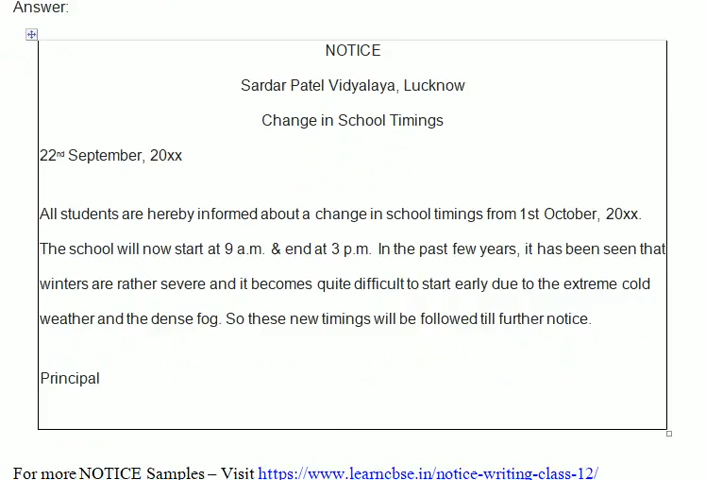 Answer:
NOTICE
Sardar Patel Vidyalaya, Lucknow
Change in School Timings
22nd September, 20xx
All students are hereby informed about a change in school timings from 1st October, 20xx.
The school will now start at 9 a.m. & end at 3 p.m. In the past few years, it has been seen that
winters are rather severe and it becomes quite difficult to start early due to the extreme cold
weather and the dense fog. So these new timings will be followed till further notice.
Principal
For more NOTICE Samples – Visit https://www.learncbse.in/notice-writing-class-12/